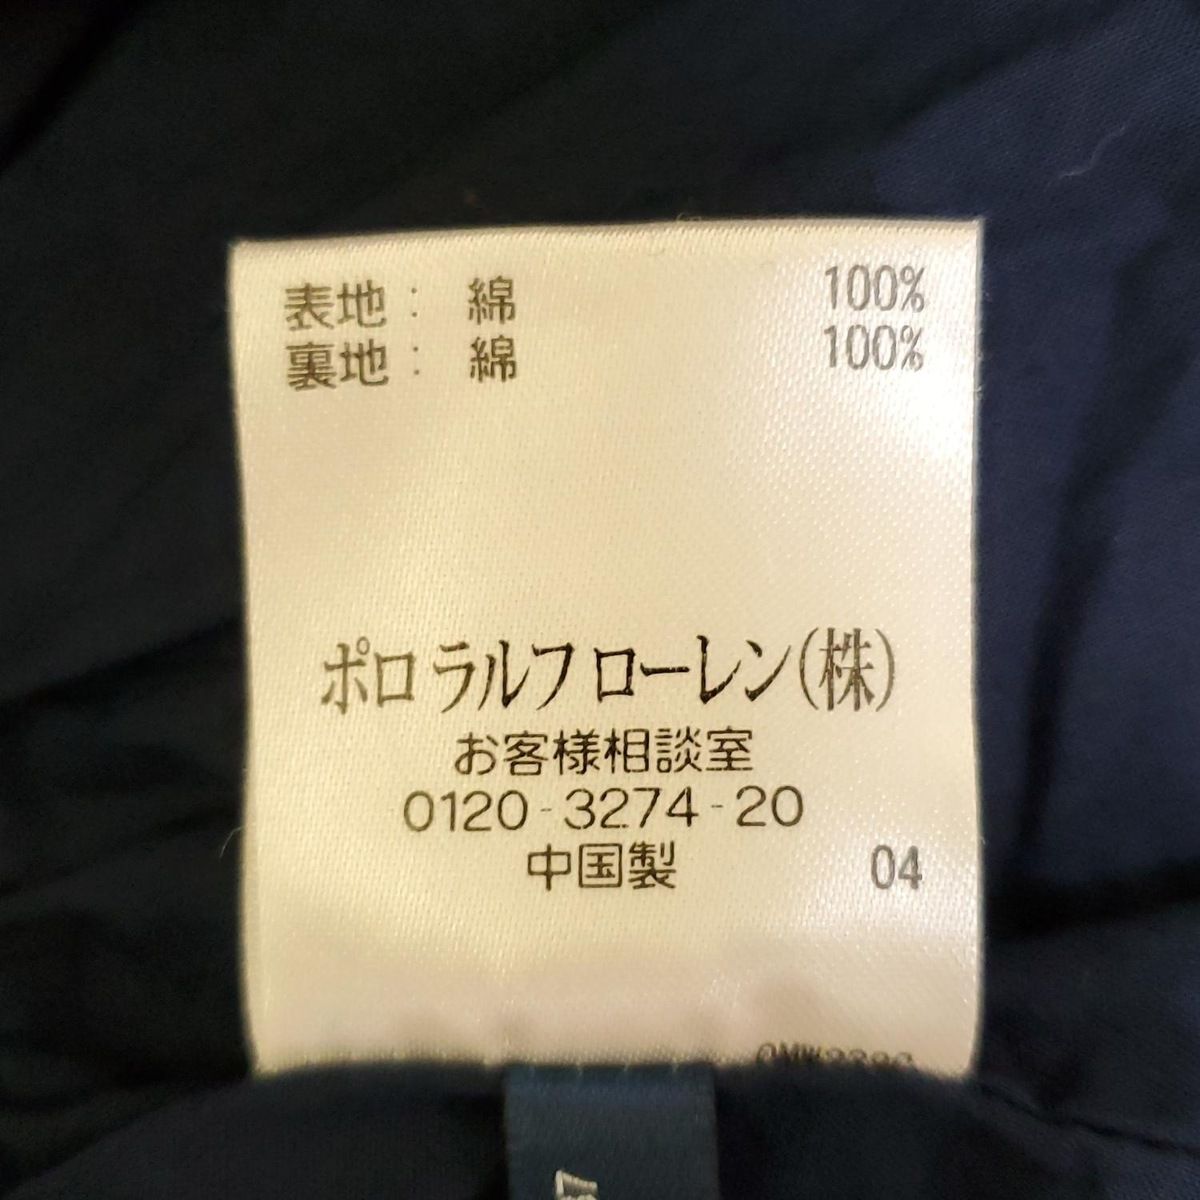 表地： 綿 100%
裏地： 綿 100%
ポロ ラルフ ローレン(株)
お客様相談室
0120-3274-20
中国製 04